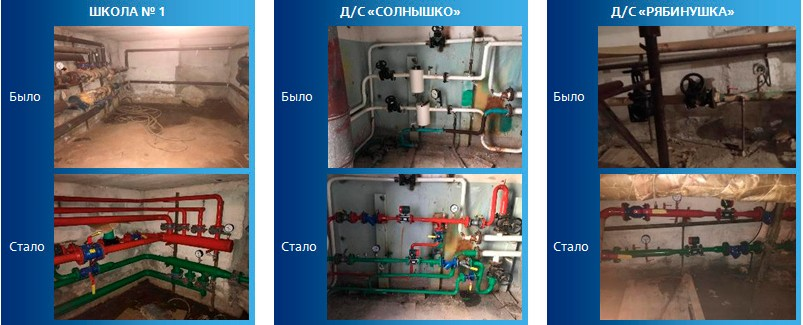 ШКОЛА № 1
Было
Стало
Д/С «СОЛНЫШКО»
Было
Стало
Д/С «РЯБИНУШКА»
Было
Стало